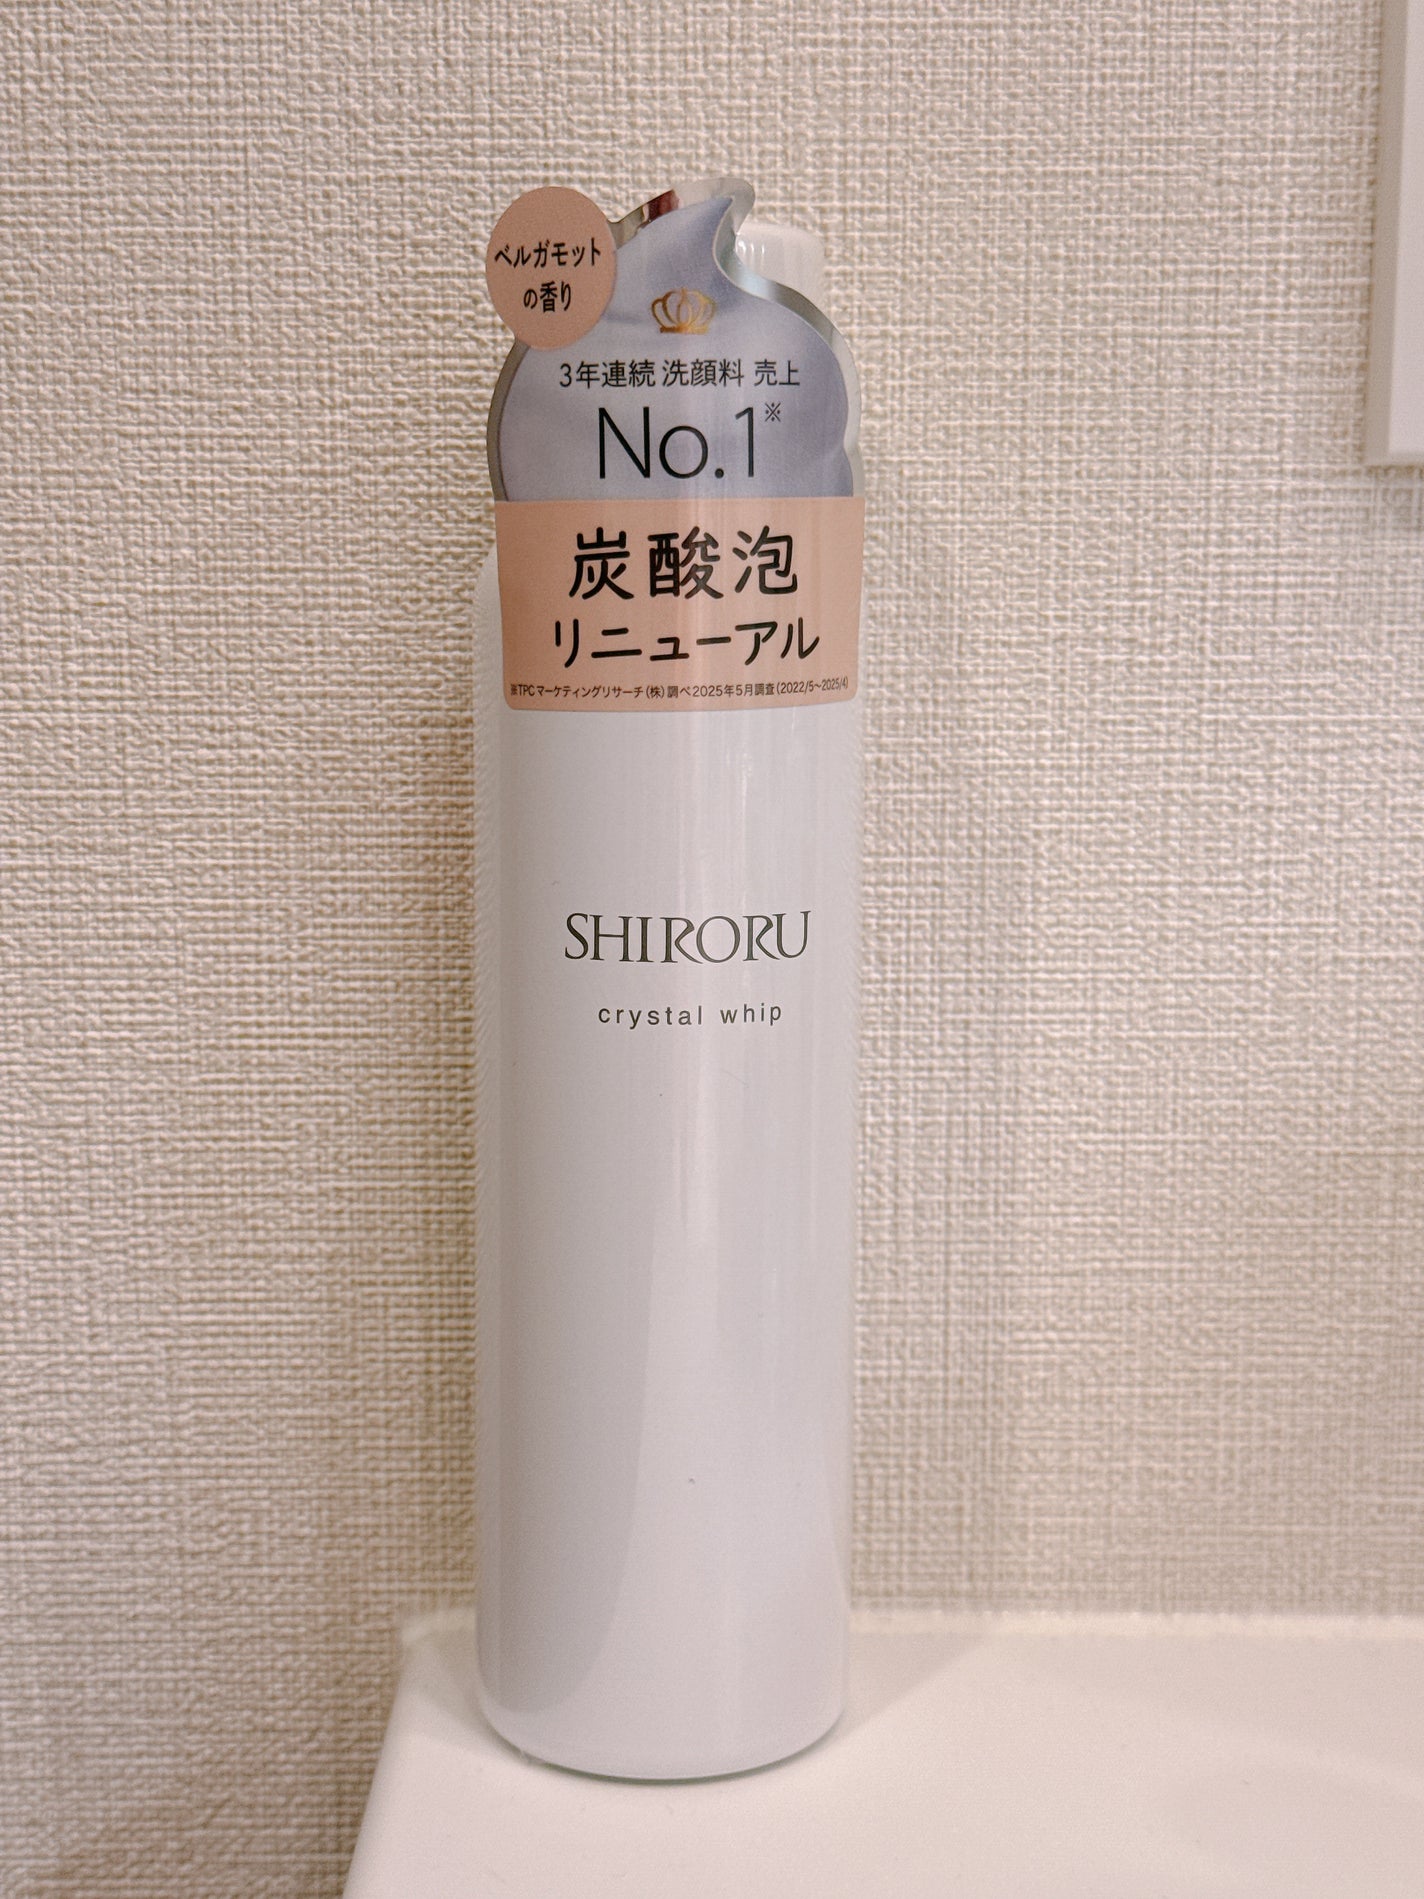 ベルガモット
の香り
3年連続 洗顔料 売上
No.1※
炭酸泡
リニューアル
※TPCマーケティングリサーチ(株)調べ2025年5月調査(2022/5〜2025/4)
SHIRORU
crystal whip